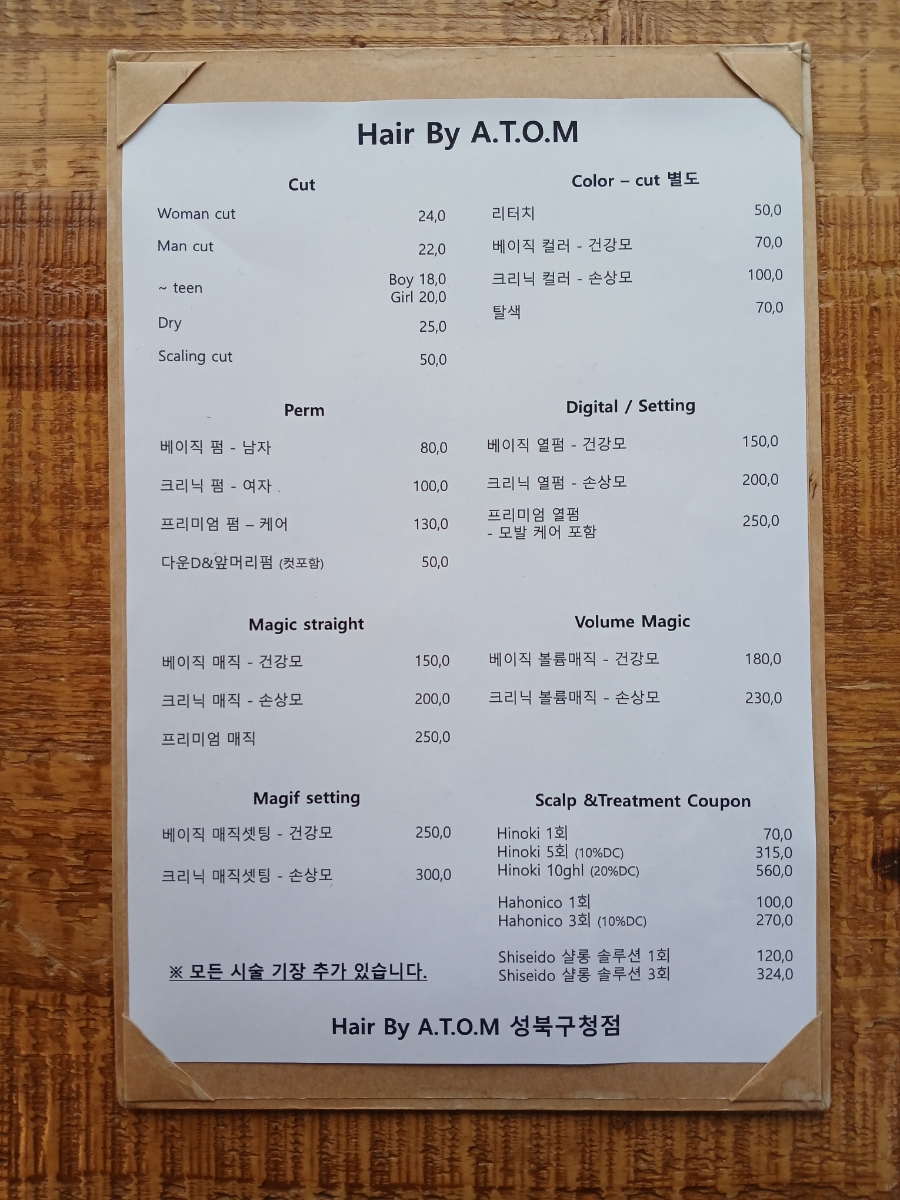 Hair By A.T.O.M
Cut
Woman cut 24,0
Man cut 22,0
~ teen Boy 18,0
Girl 20,0
Dry 25,0
Scaling cut 50,0
Color – cut 별도
리터치 50,0
베이직 컬러 - 건강모 70,0
크리닉 컬러 - 손상모 100,0
탈색 70,0
Perm
베이직 펌 - 남자 80,0
크리닉 펌 - 여자 100,0
프리미엄 펌 – 케어 130,0
다운D&앞머리펌 (컷포함) 50,0
Digital / Setting
베이직 열펌 - 건강모 150,0
크리닉 열펌 - 손상모 200,0
프리미엄 열펌
- 모발 케어 포함 250,0
Magic straight
베이직 매직 - 건강모 150,0
크리닉 매직 - 손상모 200,0
프리미엄 매직 250,0
Volume Magic
베이직 볼륨매직 - 건강모 180,0
크리닉 볼륨매직 - 손상모 230,0
Magif setting
베이직 매직셋팅 - 건강모 250,0
크리닉 매직셋팅 - 손상모 300,0
Scalp &Treatment Coupon
Hinoki 1회 70,0
Hinoki 5회 (10%DC) 315,0
Hinoki 10ghl (20%DC) 560,0
Hahonico 1회 100,0
Hahonico 3회 (10%DC) 270,0
Shiseido 샬롱 솔루션 1회 120,0
Shiseido 샬롱 솔루션 3회 324,0
※ 모든 시술 기장 추가 있습니다.
Hair By A.T.O.M 성북구청점